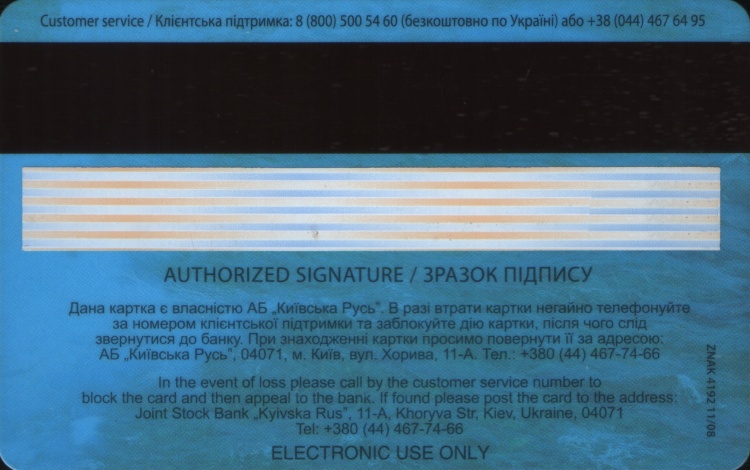 Customer service / Клієнтська підтримка: 8 (800) 500 54 60 (безкоштовно по Україні) або +38 (044) 467 64 95
AUTHORIZED SIGNATURE / ЗРАЗОК ПІДПИСУ
Дана картка є власністю АБ „Київська Русь". В разі втрати картки негайно телефонуйте
за номером клієнтської підтримки та заблокуйте дію картки, після чого слід
звернутися до банку. При знаходженні картки просимо повернути її за адресою:
АБ „Київська Русь", 04071, м. Київ, вул. Хорива, 11-А. Тел.: +380 (44) 467-74-66
In the event of loss please call by the customer service number to
block the card and then appeal to the bank. If found please post the card to the address:
Joint Stock Bank „Kyivska Rus", 11-A, Khoryva Str, Kiev, Ukraine, 04071
Tel: +380 (44) 467-74-66
ELECTRONIC USE ONLY
ZNAK 4192 11/08